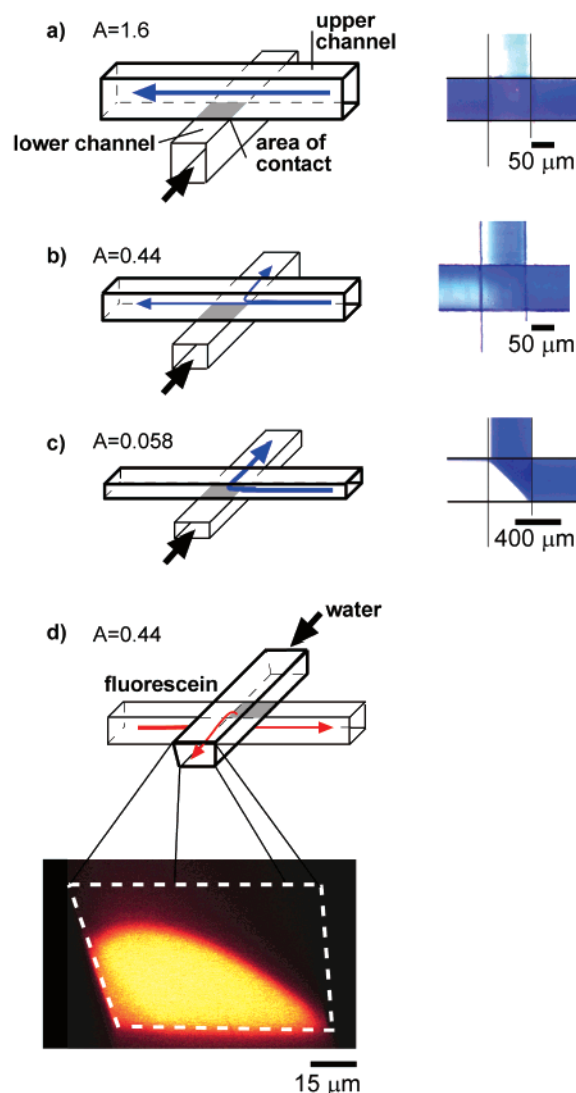 a) A=1.6
upper
channel
lower channel
area of
contact
50 μm
b) A=0.44
50 μm
c) A=0.058
400 μm
d) A=0.44
water
fluorescein
15 μm